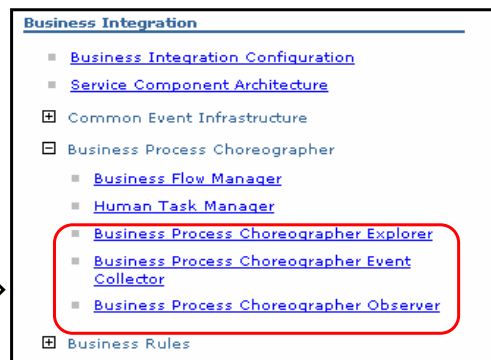 Business Integration
Business Integration Configuration
Service Component Architecture
Common Event Infrastructure
Business Process Choreographer
Business Flow Manager
Human Task Manager
Business Process Choreographer Explorer
Business Process Choreographer Event
Collector
Business Process Choreographer Observer
Business Rules